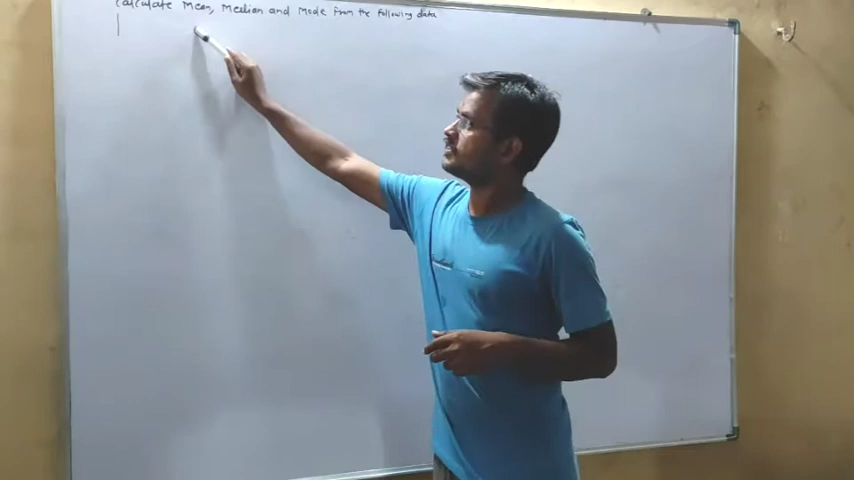 Calculate Mean, Median and Mode from the following data